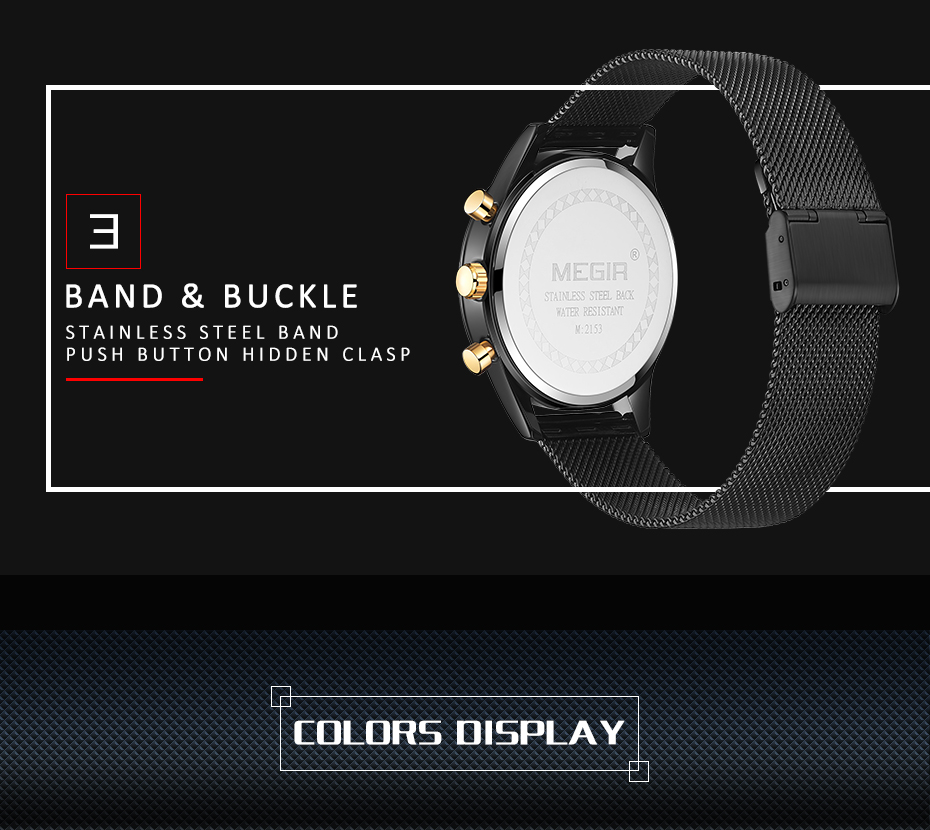 3
BAND & BUCKLE
STAINLESS STEEL BAND
PUSH BUTTON HIDDEN CLASP
MEGIR®
STAINLESS STEEL BACK
WATER RESISTANT
M:2153
COLORS DISPLAY